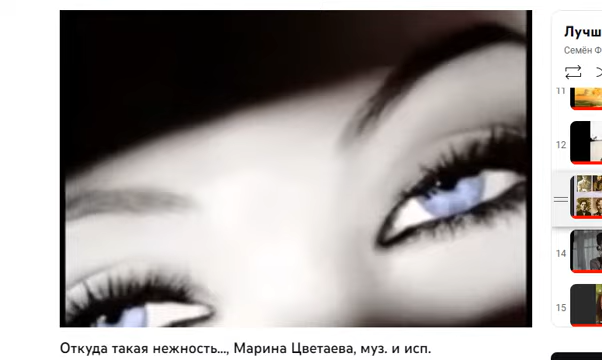 Лучш
Семён Ф
11
12
14
15
Откуда такая нежность..., Марина Цветаева, муз. и исп.